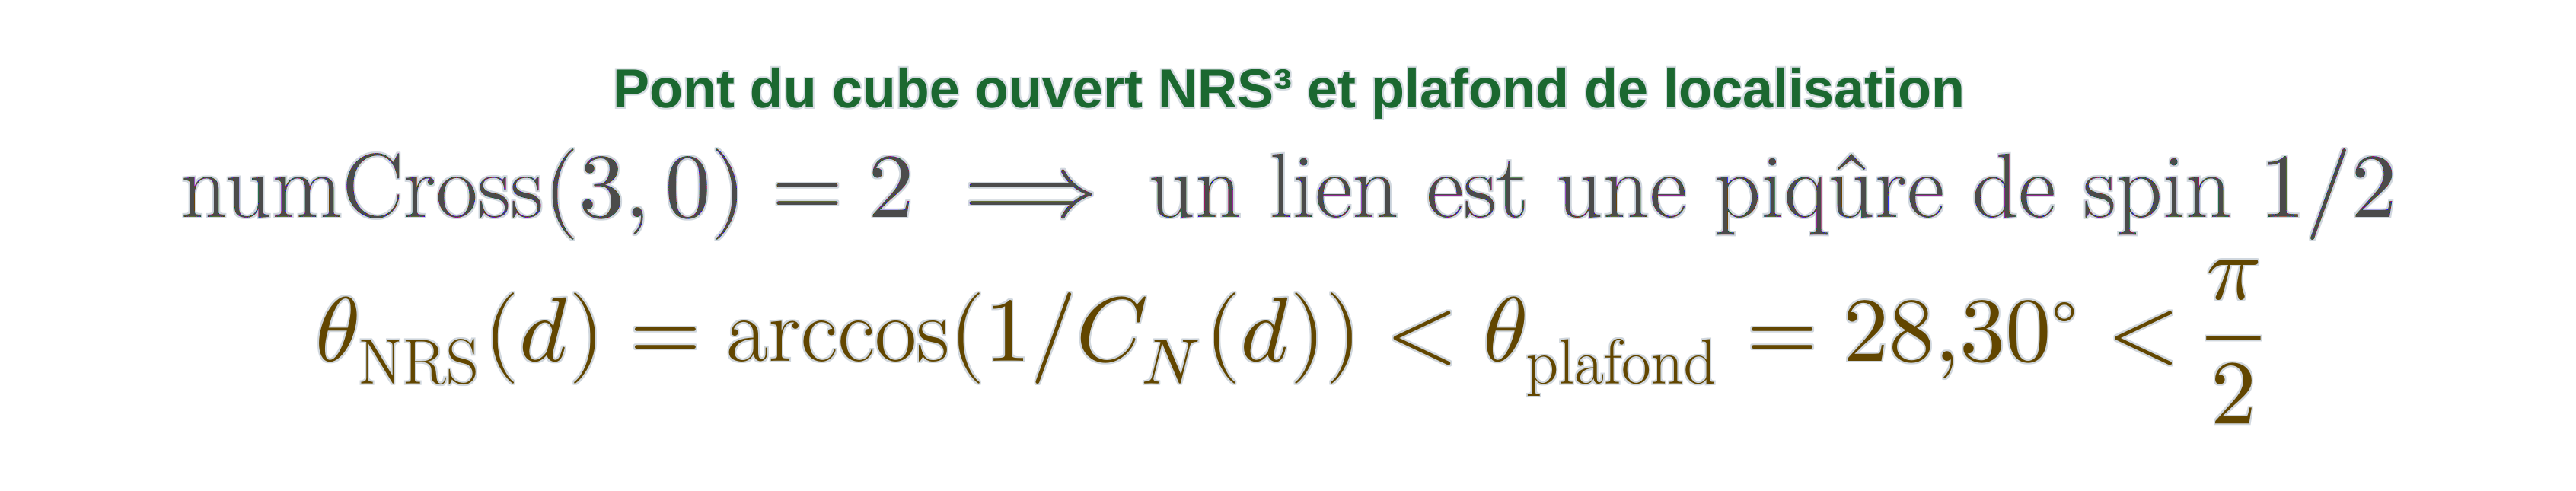 Pont du cube ouvert NRS³ et plafond de localisation
numCross(3, 0) = 2 ⟹ un lien est une piqûre de spin 1/2
θ_NRS(d) = arccos(1/C_N(d)) < θ_plafond = 28,30° < π/2